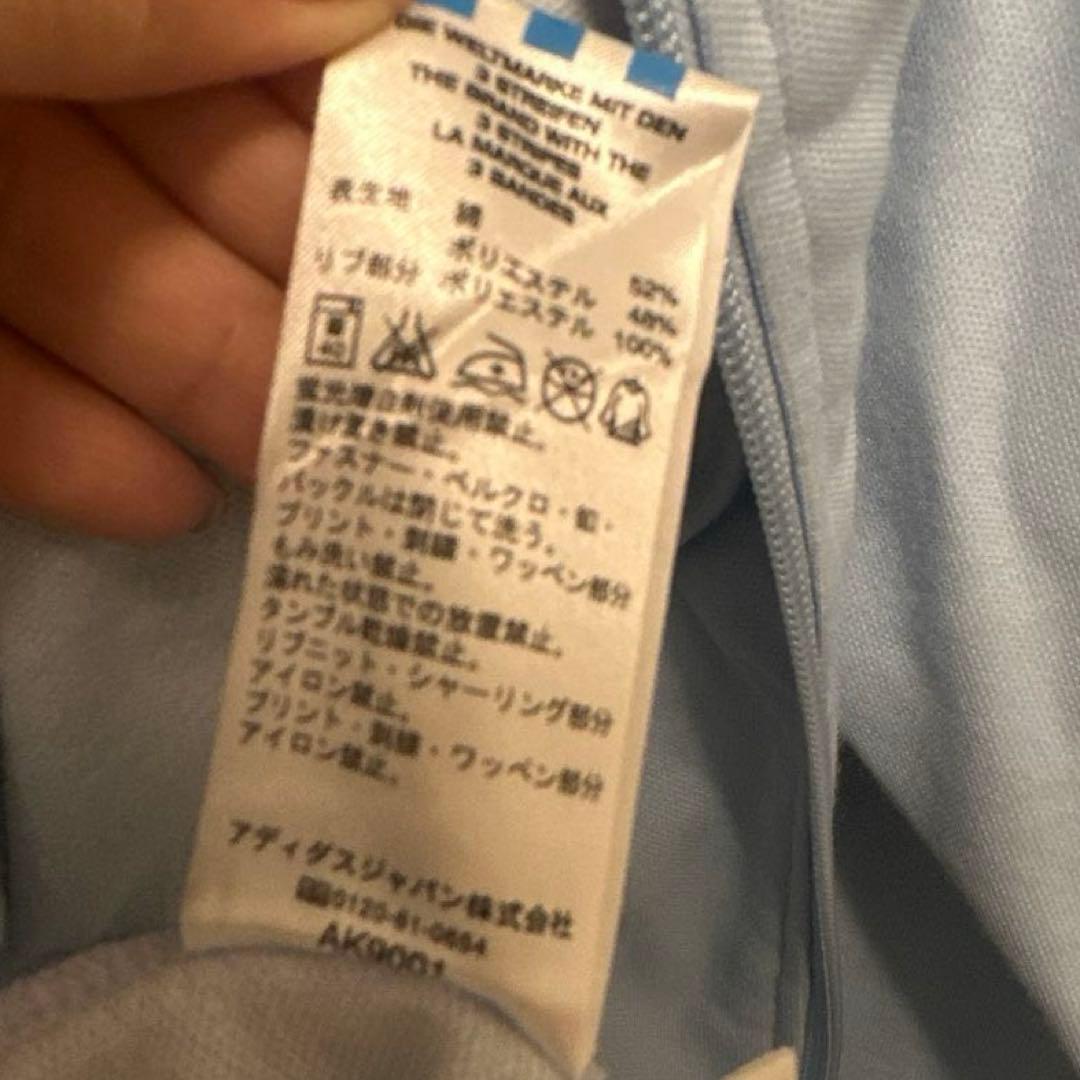 DIE WELTMARKE MIT DEN
3 STREIFEN
THE BRAND WITH THE
3 STRIPES
LA MARQUE AUX
3 BANDES
表生地 綿 52%
ポリエステル 48%
リブ部分 ポリエステル 100%
40
蛍光増白剤使用禁止。
漬け置き禁止。
ファスナー・ベルクロ・釦・
バックルは閉じて洗う。
プリント・刺繍・ワッペン部分
もみ洗い禁止。
濡れた状態での放置禁止。
タンブル乾燥禁止。
リブニット・シャーリング部分
アイロン禁止。
プリント・刺繍・ワッペン部分
アイロン禁止。
アディダスジャパン株式会社
0120-81-0654
AK9001